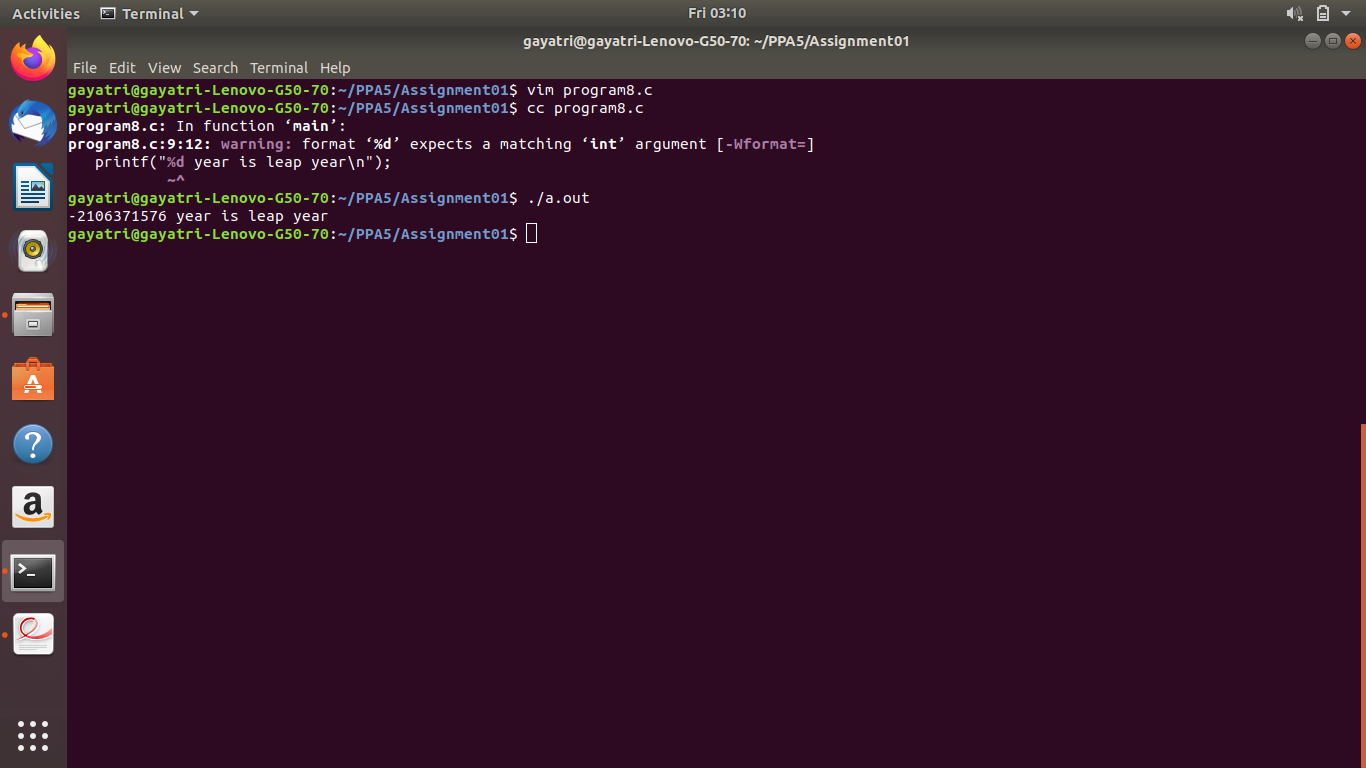 Activities Terminal Fri 03:10
gayatri@gayatri-Lenovo-G50-70: ~/PPA5/Assignment01
File Edit View Search Terminal Help
gayatri@gayatri-Lenovo-G50-70:~/PPA5/Assignment01$ vim program8.c
gayatri@gayatri-Lenovo-G50-70:~/PPA5/Assignment01$ cc program8.c
program8.c: In function ‘main’:
program8.c:9:12: warning: format ‘%d’ expects a matching ‘int’ argument [-Wformat=]
   printf("%d year is leap year\n");
           ~^
gayatri@gayatri-Lenovo-G50-70:~/PPA5/Assignment01$ ./a.out
-2106371576 year is leap year
gayatri@gayatri-Lenovo-G50-70:~/PPA5/Assignment01$